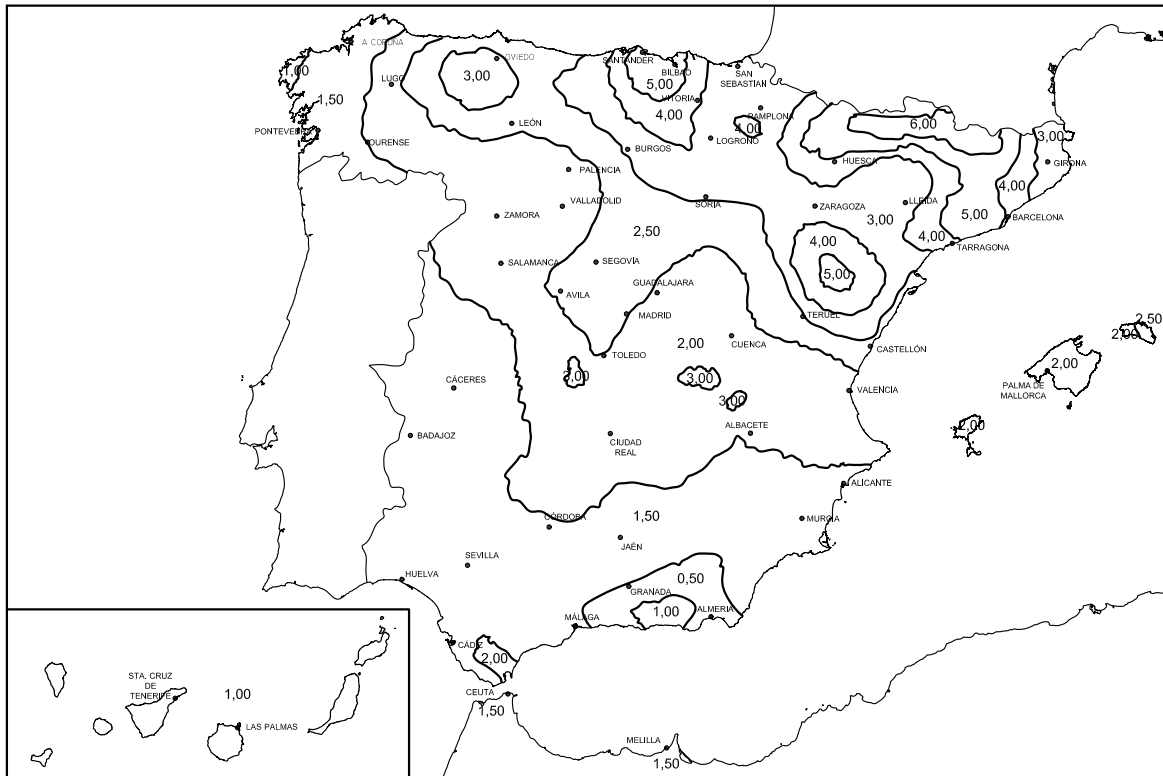 A CORUÑA
OVIEDO
SANTANDER
BILBAO
SAN
SEBASTIAN
1,00
3,00
LUGO
5,00
VITORIA
1,50
4,00
PAMPLONA
4,00
6,00
PONTEVEDRA
LEÓN
LOGROÑO
3,00
OURENSE
BURGOS
HUESCA
GIRONA
PALENCIA
4,00
ZAMORA
VALLADOLID
SORIA
ZARAGOZA
LLEIDA
3,00
5,00
BARCELONA
2,50
4,00
4,00
TARRAGONA
SALAMANCA
SEGOVÍA
5,00
AVILA
GUADALAJARA
MADRID
TERUEL
2,50
2,00
TOLEDO
2,00
CUENCA
CASTELLÓN
2,00
CÁCERES
3,00
3,00
VALENCIA
PALMA DE
MALLORCA
3,00
2,00
BADAJOZ
CIUDAD
REAL
ALBACETE
ALICANTE
CÓRDOBA
1,50
MURCIA
JAÉN
SEVILLA
HUELVA
0,50
GRANADA
1,00
ALMERIA
MÁLAGA
CÁDIZ
2,00
STA. CRUZ
DE
TENERIFE
1,00
CEUTA
1,50
LAS PALMAS
MELILLA
1,50